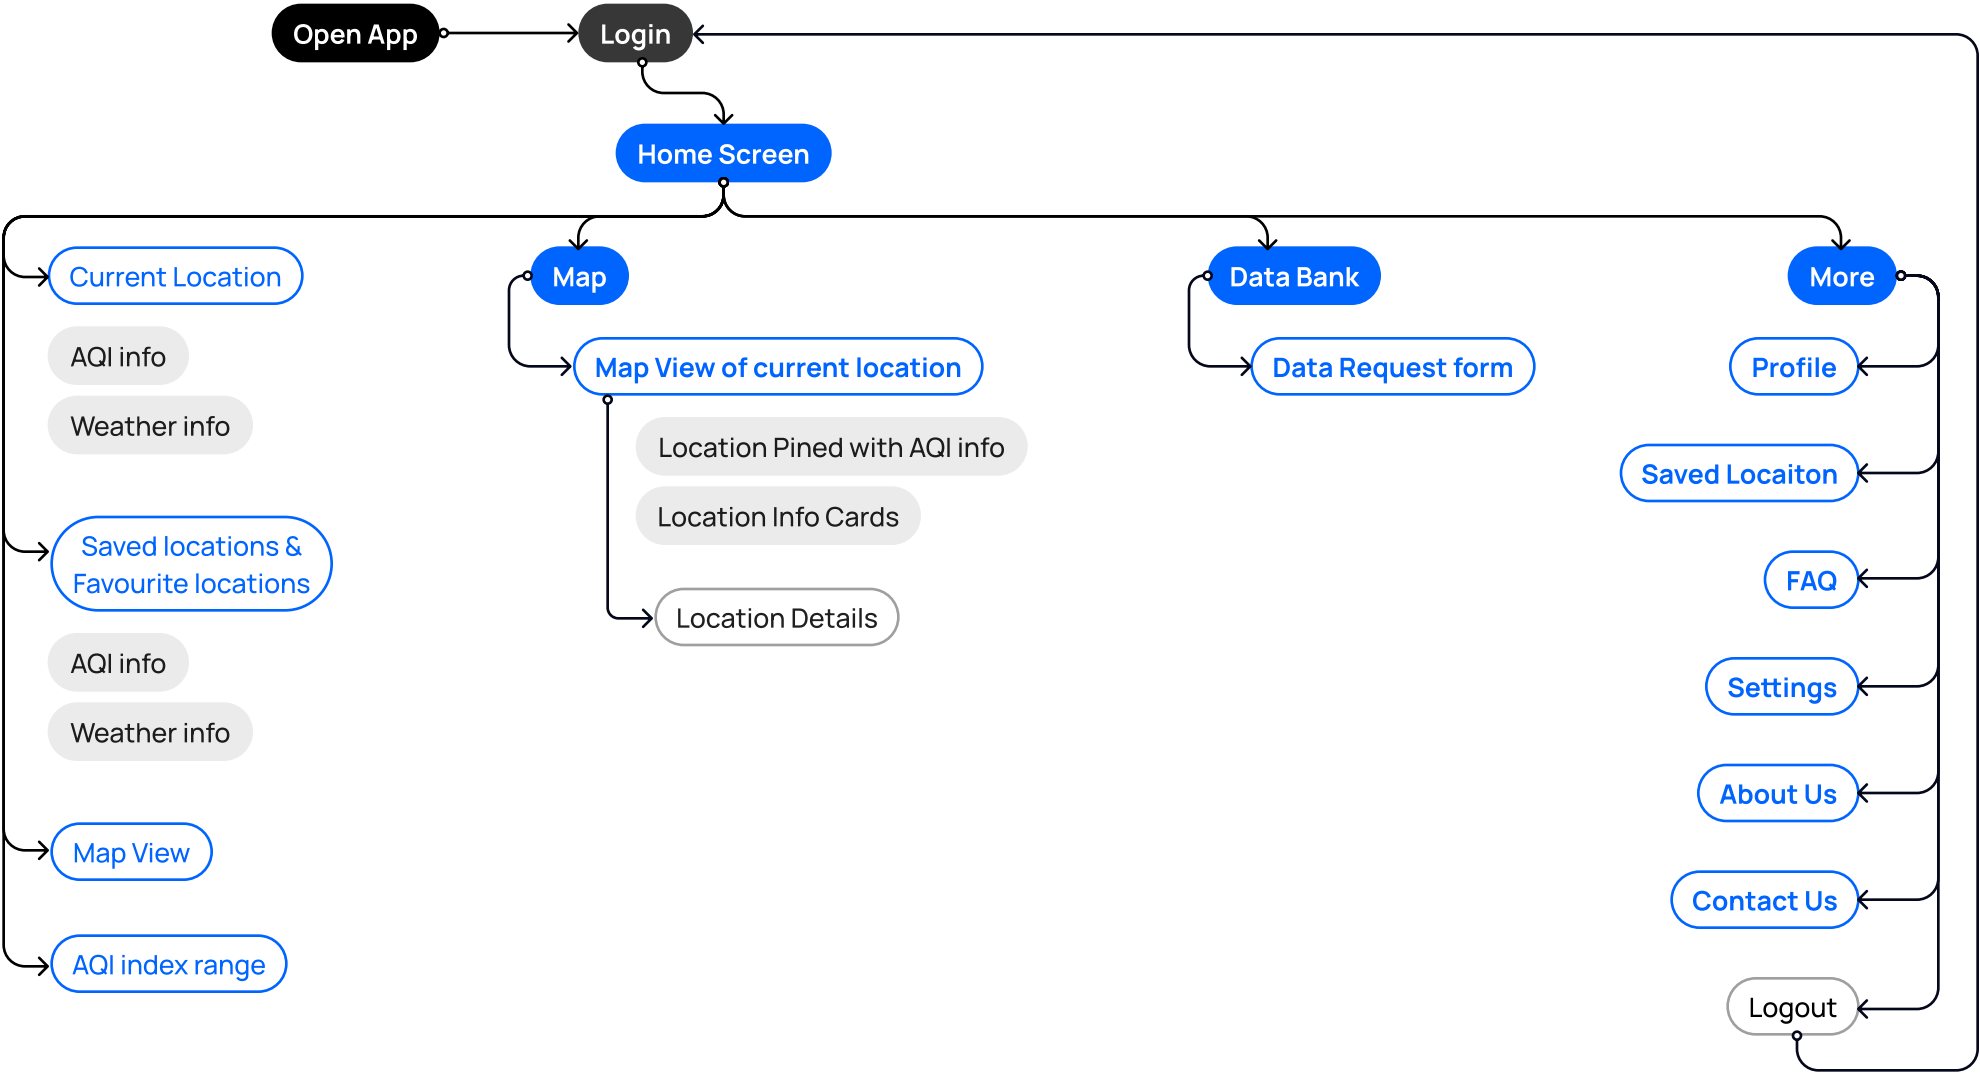 Open App
Login
Home Screen
Current Location
AQI info
Weather info
Saved locations &
Favourite locations
AQI info
Weather info
Map View
AQI index range
Map
Map View of current location
Location Pined with AQI info
Location Info Cards
Location Details
Data Bank
Data Request form
More
Profile
Saved Locaiton
FAQ
Settings
About Us
Contact Us
Logout